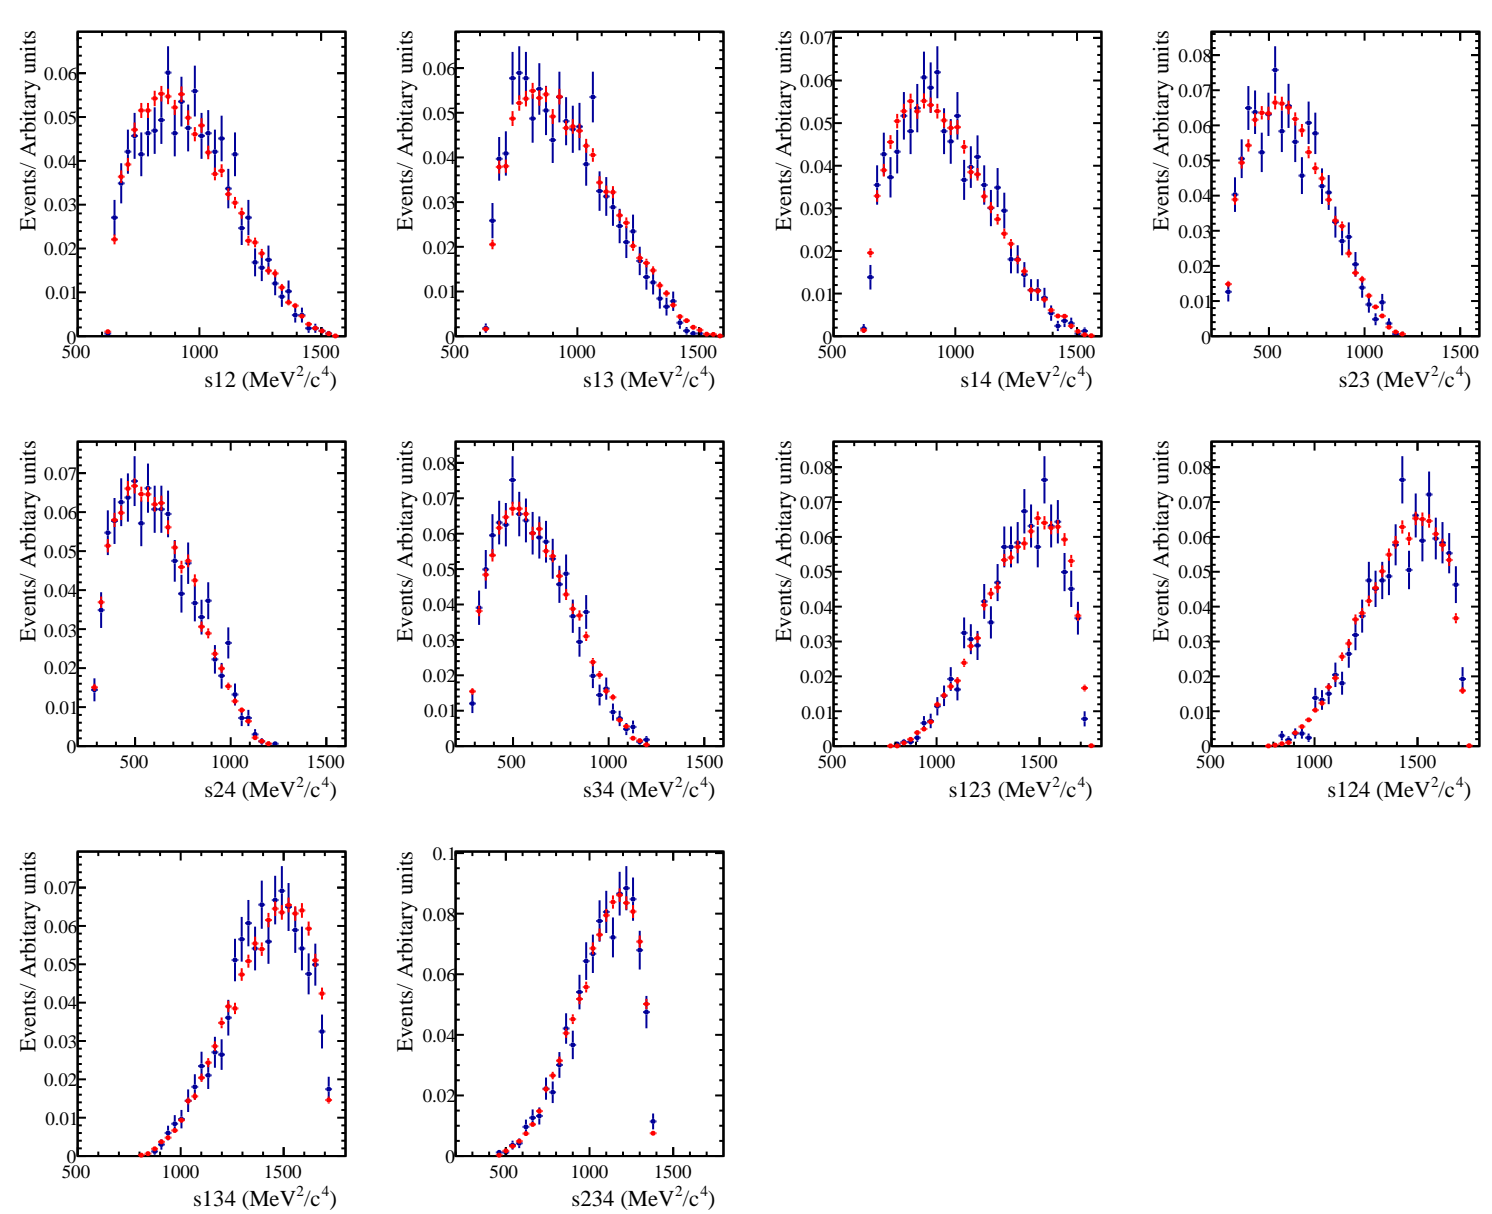 Events/ Arbitary units
0.06
0.05
0.04
0.03
0.02
0.01
0
500 1000 1500
s12 (MeV²/c⁴)
Events/ Arbitary units
0.06
0.05
0.04
0.03
0.02
0.01
0
500 1000 1500
s13 (MeV²/c⁴)
Events/ Arbitary units
0.07
0.06
0.05
0.04
0.03
0.02
0.01
0
500 1000 1500
s14 (MeV²/c⁴)
Events/ Arbitary units
0.08
0.07
0.06
0.05
0.04
0.03
0.02
0.01
0
500 1000 1500
s23 (MeV²/c⁴)
Events/ Arbitary units
0.07
0.06
0.05
0.04
0.03
0.02
0.01
0
500 1000 1500
s24 (MeV²/c⁴)
Events/ Arbitary units
0.08
0.07
0.06
0.05
0.04
0.03
0.02
0.01
0
500 1000 1500
s34 (MeV²/c⁴)
Events/ Arbitary units
0.08
0.07
0.06
0.05
0.04
0.03
0.02
0.01
0
500 1000 1500
s123 (MeV²/c⁴)
Events/ Arbitary units
0.08
0.07
0.06
0.05
0.04
0.03
0.02
0.01
0
500 1000 1500
s124 (MeV²/c⁴)
Events/ Arbitary units
0.07
0.06
0.05
0.04
0.03
0.02
0.01
0
500 1000 1500
s134 (MeV²/c⁴)
Events/ Arbitary units
0.1
0.08
0.06
0.04
0.02
0
500 1000 1500
s234 (MeV²/c⁴)